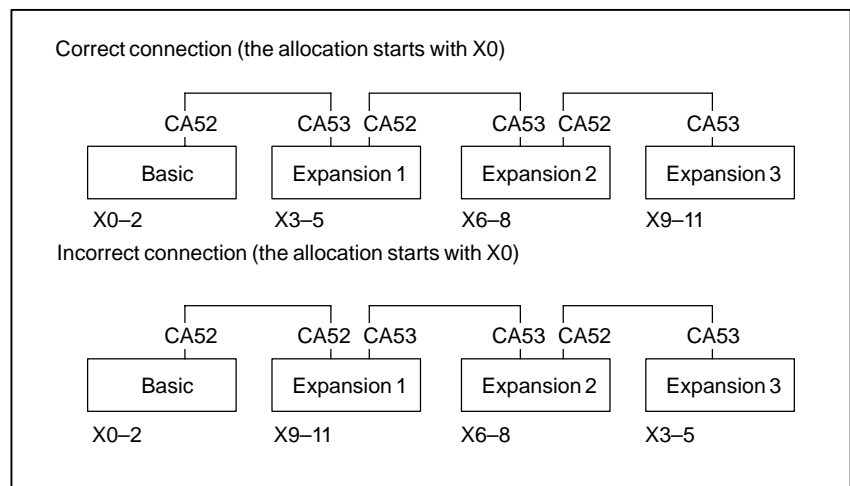 Correct connection (the allocation starts with X0)
CA52 CA53 CA52 CA53 CA52 CA53
Basic Expansion 1 Expansion 2 Expansion 3
X0–2 X3–5 X6–8 X9–11
Incorrect connection (the allocation starts with X0)
CA52 CA52 CA53 CA53 CA52 CA53
Basic Expansion 1 Expansion 2 Expansion 3
X0–2 X9–11 X6–8 X3–5